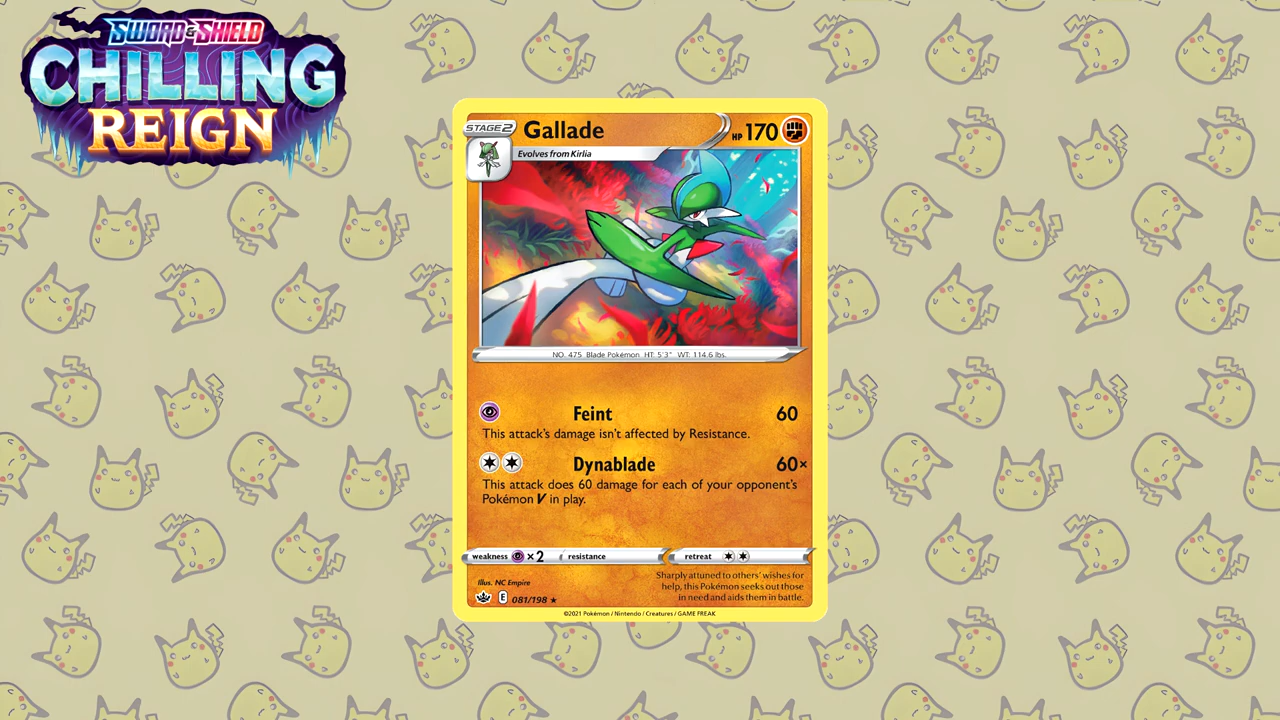 SWORD & SHIELD
CHILLING
REIGN
STAGE 2 Gallade HP 170
Evolves from Kirlia
NO. 475 Blade Pokémon HT: 5'3" WT: 114.6 lbs.
Feint 60
This attack's damage isn't affected by Resistance.
Dynablade 60×
This attack does 60 damage for each of your opponent's
Pokémon V in play.
weakness ×2 resistance retreat
Illus. NC Empire
Sharply attuned to others' wishes for
help, this Pokémon seeks out those
in need and aids them in battle.
E 081/198 ★
©2021 Pokémon / Nintendo / Creatures / GAME FREAK